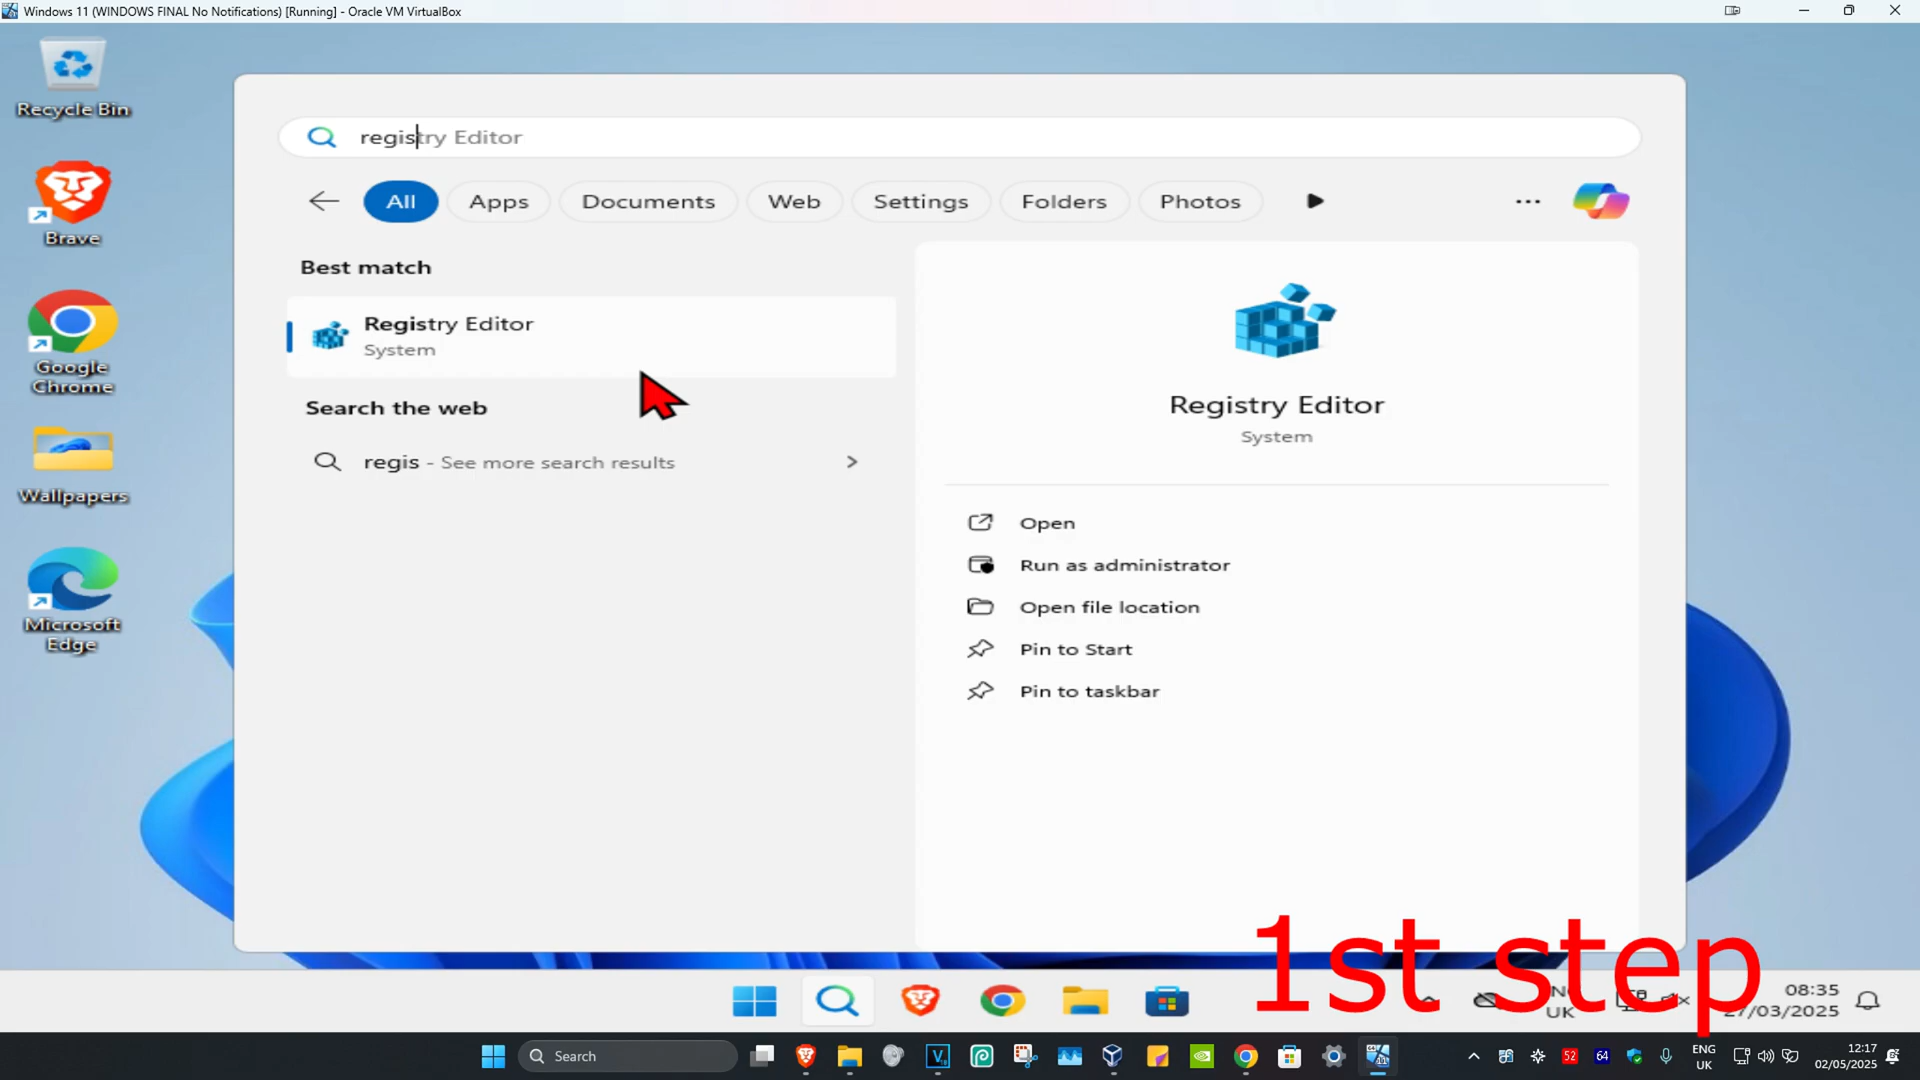 Windows 11 (WINDOWS FINAL No Notifications) [Running] - Oracle VM VirtualBox
Recycle Bin
Brave
Google
Chrome
Wallpapers
Microsoft
Edge
registry Editor
All Apps Documents Web Settings Folders Photos
Best match
Registry Editor
System
Search the web
regis - See more search results
Registry Editor
System
Open
Run as administrator
Open file location
Pin to Start
Pin to taskbar
1st step
UK
08:35
27/03/2025
Search
52
64
ENG
UK
12:17
02/05/2025